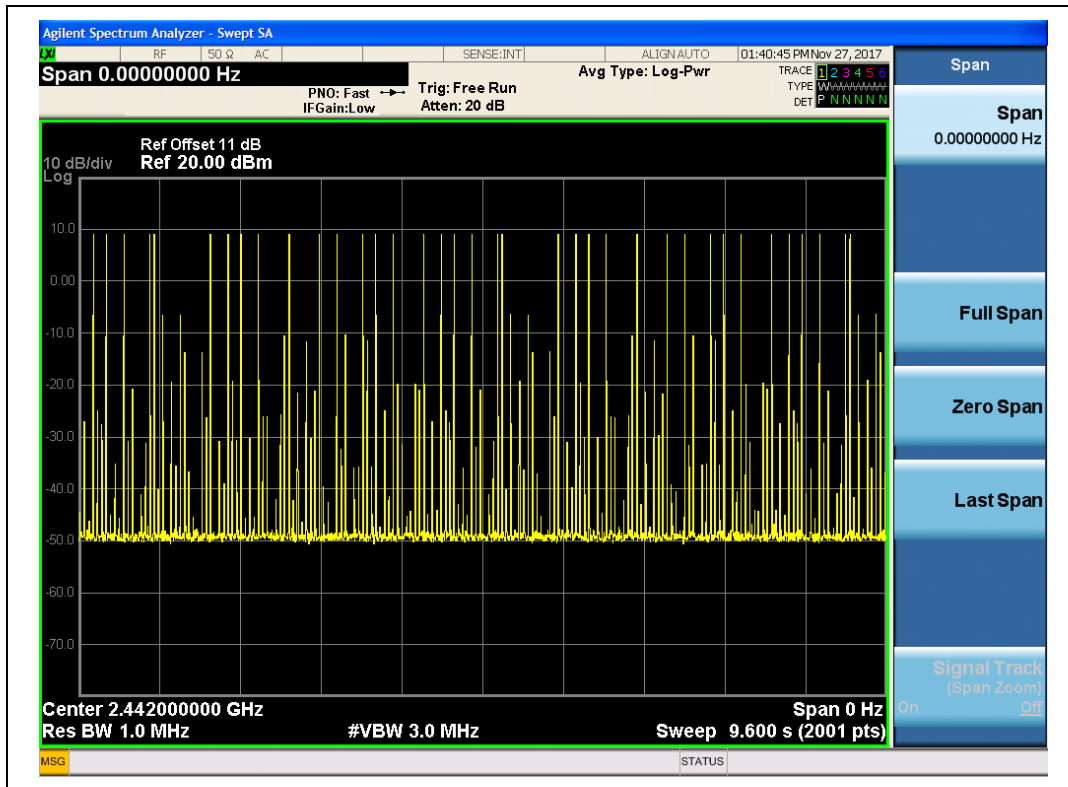 Agilent Spectrum Analyzer - Swept SA
LXI RF 50 Ω AC SENSE:INT ALIGN AUTO 01:40:45 PM Nov 27, 2017
Span 0.00000000 Hz
PNO: Fast
IFGain:Low
Trig: Free Run
Atten: 20 dB
Avg Type: Log-Pwr
TRACE 1 2 3 4 5 6
TYPE W
DET P N N N N N
Ref Offset 11 dB
10 dB/div Ref 20.00 dBm
Log
10.0
0.00
-10.0
-20.0
-30.0
-40.0
-50.0
-60.0
-70.0
Center 2.442000000 GHz Span 0 Hz
Res BW 1.0 MHz #VBW 3.0 MHz Sweep 9.600 s (2001 pts)
MSG STATUS
Span
Span
0.00000000 Hz
Full Span
Zero Span
Last Span
Signal Track
(Span Zoom)
On Off